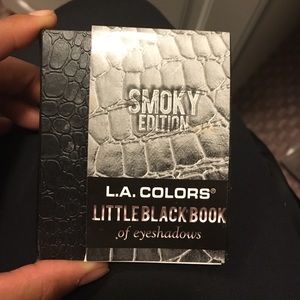 SMOKY
EDITION
L.A. COLORS®
LITTLE BLACK BOOK
of eyeshadows